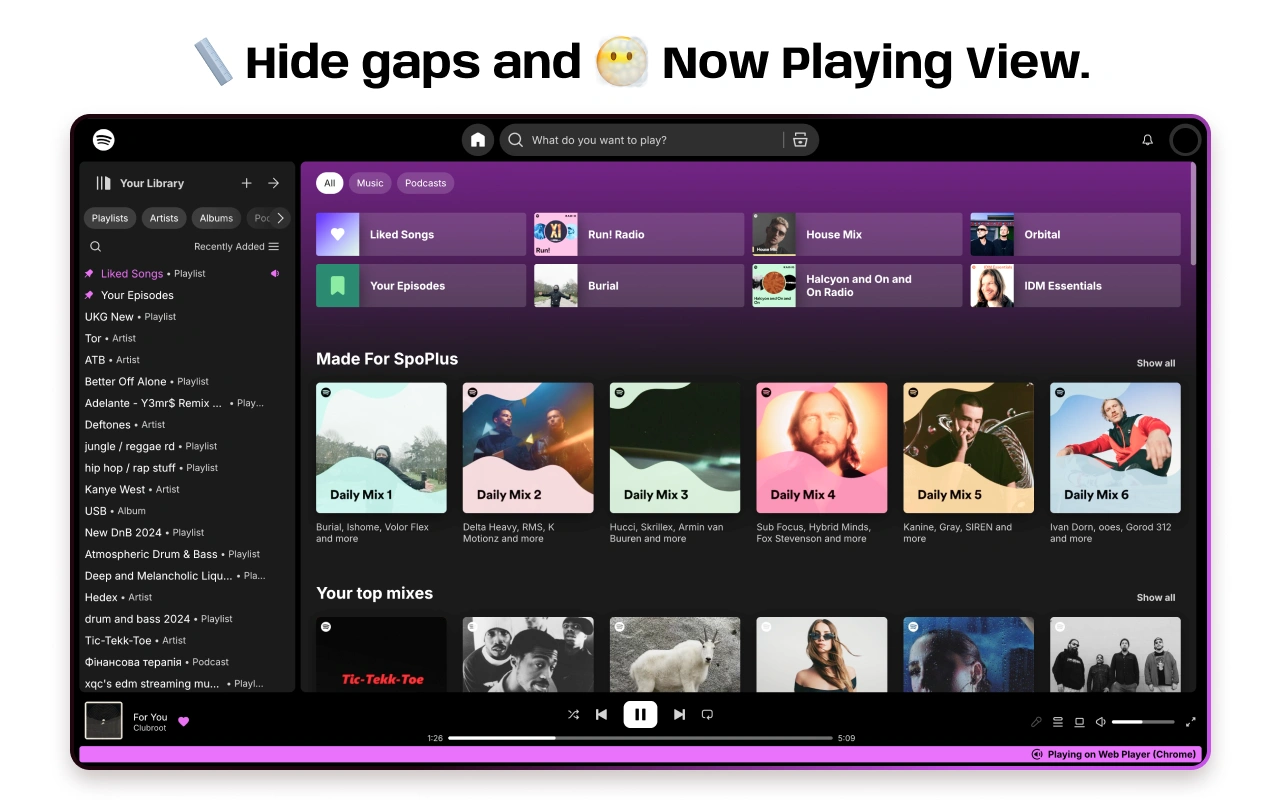 Hide gaps and Now Playing View.
What do you want to play?
Your Library
Playlists Artists Albums
Recently Added
Liked Songs • Playlist
Your Episodes
UKG New • Playlist
Tor • Artist
ATB • Artist
Better Off Alone • Playlist
Adelante - Y3mr$ Remix ... • Play...
Deftones • Artist
jungle / reggae rd • Playlist
hip hop / rap stuff • Playlist
Kanye West • Artist
USB • Album
New DnB 2024 • Playlist
Atmospheric Drum & Bass • Playlist
Deep and Melancholic Liqu... • Pla...
Hedex • Artist
drum and bass 2024 • Playlist
Tic-Tekk-Toe • Artist
Фінансова терапія • Podcast
xqc's edm streaming mu... • Playl...
All Music Podcasts
Liked Songs
Run!
Run! Radio
House Mix
House Mix
Orbital
Your Episodes
Burial
Halcyon and On and On
Halcyon and On and
On Radio
IDM Essentials
IDM Essentials
Made For SpoPlus
Show all
Daily Mix 1
Burial, Ishome, Volor Flex
and more
Daily Mix 2
Delta Heavy, RMS, K
Motionz and more
Daily Mix 3
Hucci, Skrillex, Armin van
Buuren and more
Daily Mix 4
Sub Focus, Hybrid Minds,
Fox Stevenson and more
Daily Mix 5
Kanine, Gray, SIREN and
more
Daily Mix 6
Ivan Dorn, ooes, Gorod 312
and more
Your top mixes
Show all
Tic-Tekk-Toe
For You
Clubroot
1:26
5:09
Playing on Web Player (Chrome)